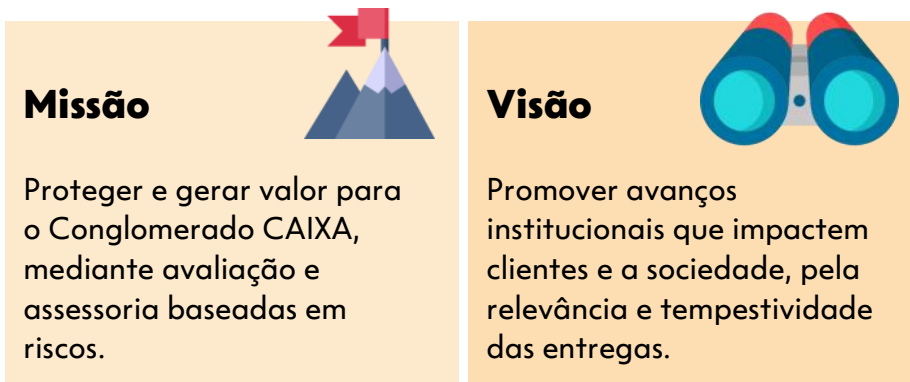 Missão
Proteger e gerar valor para
o Conglomerado CAIXA,
mediante avaliação e
assessoria baseadas em
riscos.
Visão
Promover avanços
institucionais que impactem
clientes e a sociedade, pela
relevância e tempestividade
das entregas.